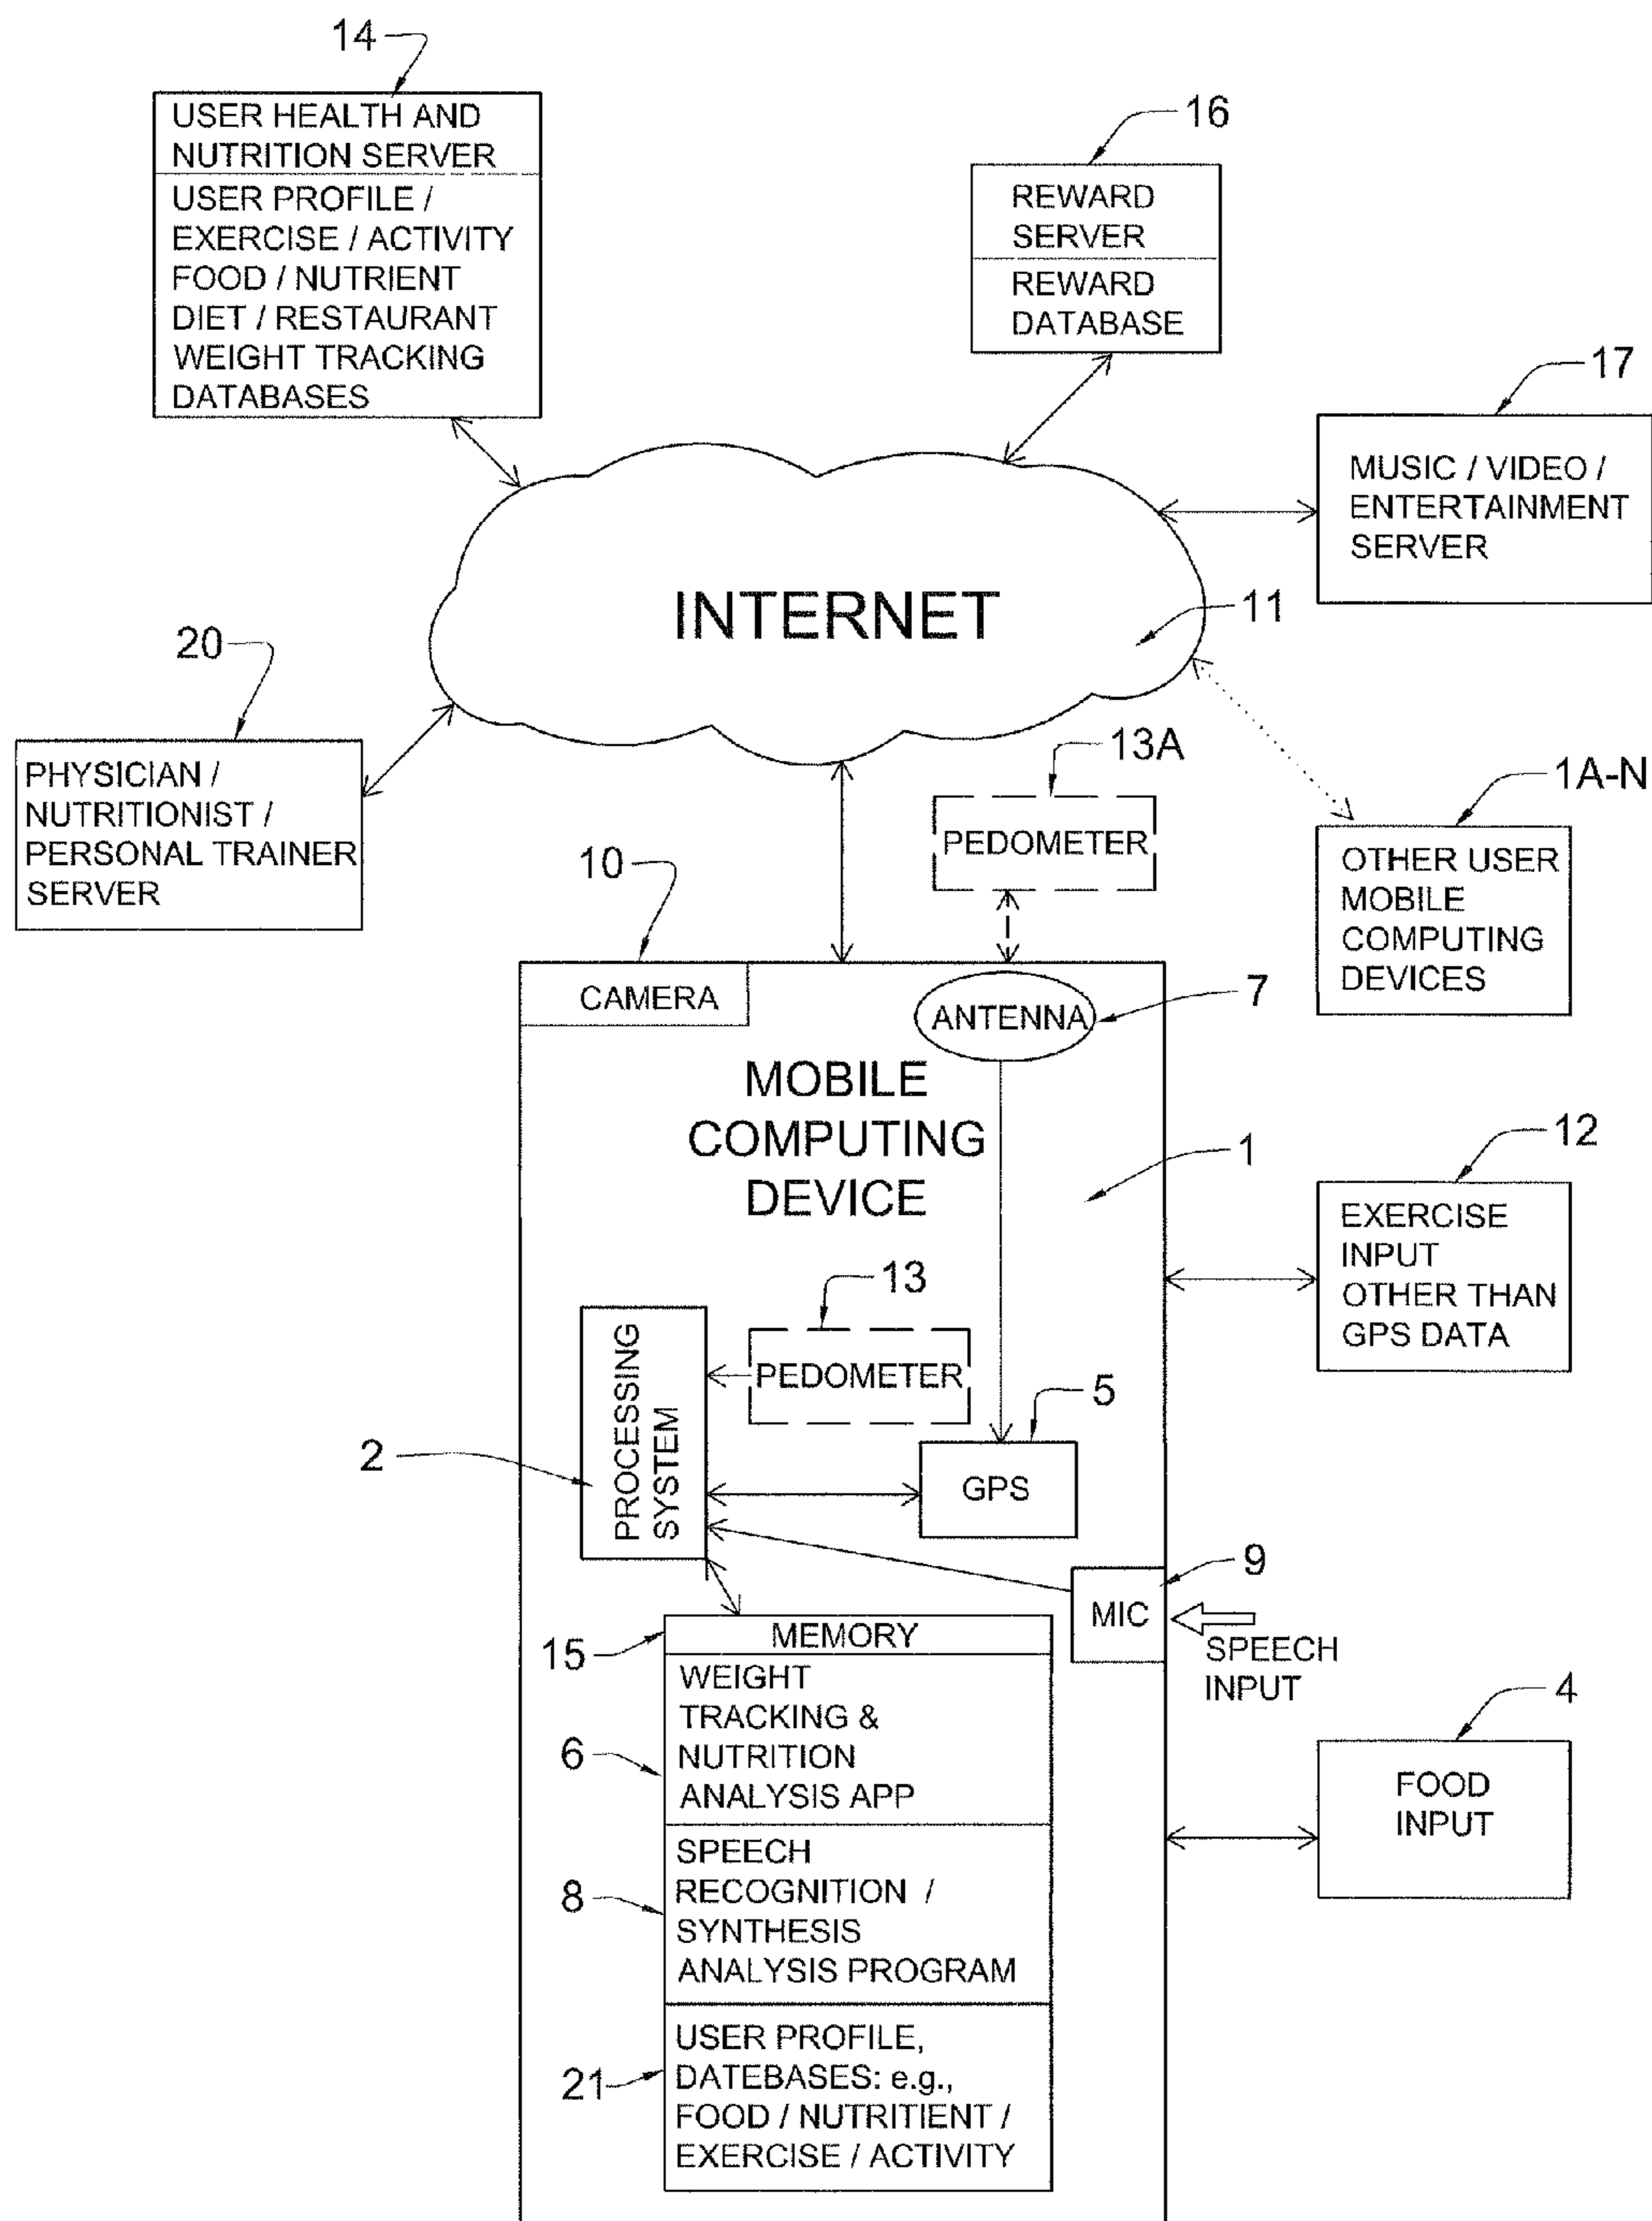 14
USER HEALTH AND
NUTRITION SERVER
USER PROFILE /
EXERCISE / ACTIVITY
FOOD / NUTRIENT
DIET / RESTAURANT
WEIGHT TRACKING
DATABASES
16
REWARD
SERVER
REWARD
DATABASE
17
MUSIC / VIDEO /
ENTERTAINMENT
SERVER
INTERNET
11
20
PHYSICIAN /
NUTRITIONIST /
PERSONAL TRAINER
SERVER
13A
PEDOMETER
1A-N
OTHER USER
MOBILE
COMPUTING
DEVICES
10
CAMERA
ANTENNA
7
MOBILE
COMPUTING
DEVICE
1
12
EXERCISE
INPUT
OTHER THAN
GPS DATA
13
PEDOMETER
PROCESSING
SYSTEM
2
5
GPS
9
MIC
SPEECH
INPUT
15
MEMORY
WEIGHT
TRACKING &
NUTRITION
ANALYSIS APP
6
SPEECH
RECOGNITION /
SYNTHESIS
ANALYSIS PROGRAM
8
USER PROFILE,
DATEBASES: e.g.,
FOOD / NUTRITIENT /
EXERCISE / ACTIVITY
21
4
FOOD
INPUT